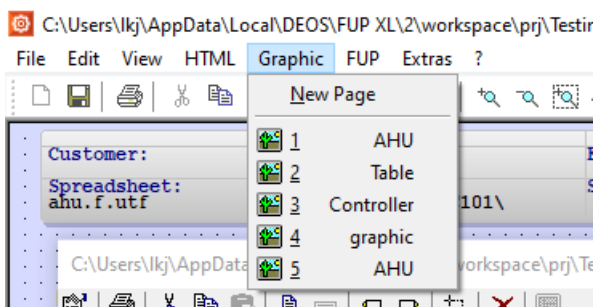 C:\Users\lkj\AppData\Local\DEOS\FUP XL\2\workspace\prj\Testin
File Edit View HTML Graphic FUP Extras ?
New Page
1 AHU
2 Table
3 Controller
4 graphic
5 AHU
Customer:
Spreadsheet:
ahu.f.utf 101\
C:\Users\lkj\AppData vorkspace\prj\Te